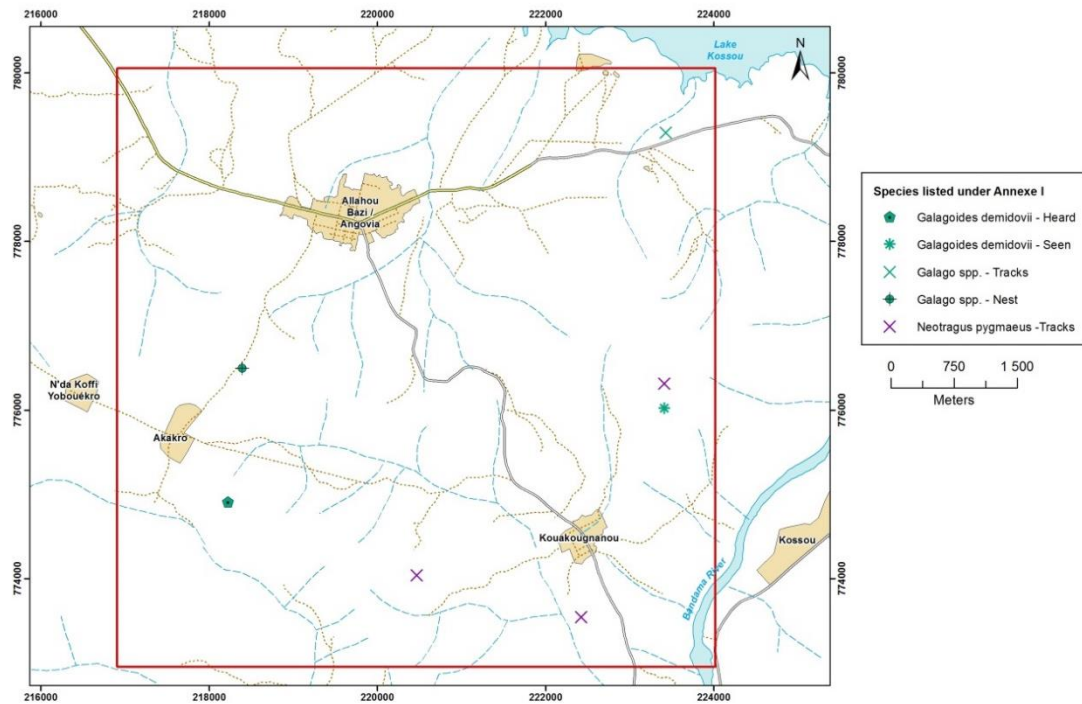 216000 218000 220000 222000 224000
Lake
Kossou
N
780000 780000
Allahou
Bazi /
Angovia
778000 778000
N'da Koffi
Yobouékro
776000 776000
Akakro
Kouakougnanou
Kossou
774000 774000
Bandama River
216000 218000 220000 222000 224000
Species listed under Annexe I
Galagoides demidovii - Heard
Galagoides demidovii - Seen
Galago spp. - Tracks
Galago spp. - Nest
Neotragus pygmaeus -Tracks
0 750 1 500
Meters